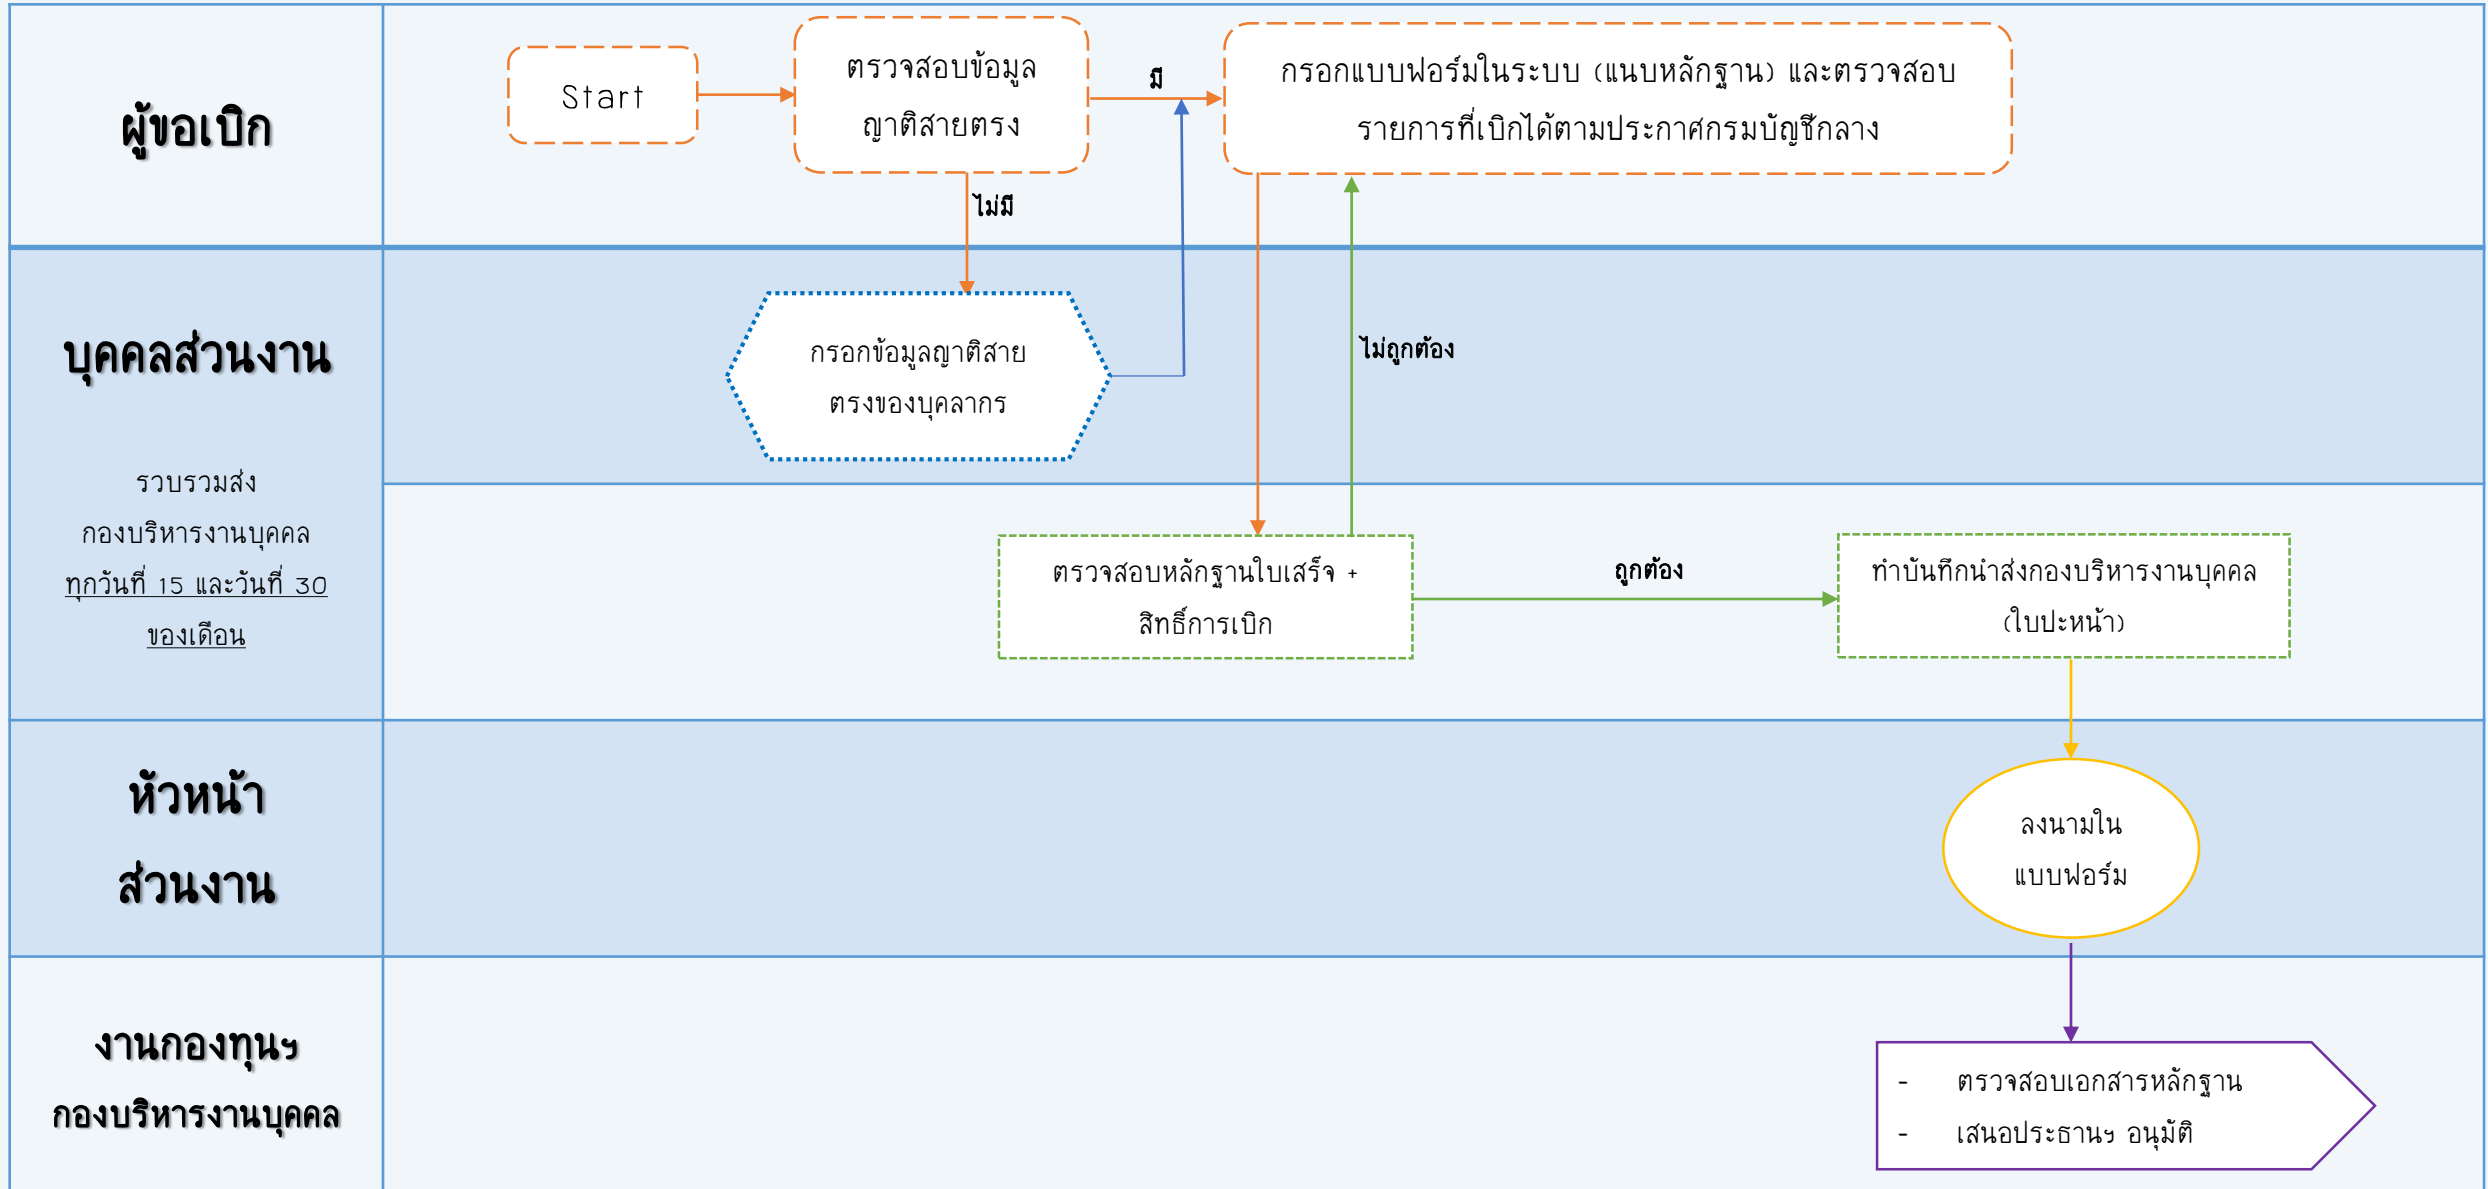 ผู้ขอเบิก
Start
ตรวจสอบข้อมูล
ญาติสายตรง
มี
กรอกแบบฟอร์มในระบบ (แนบหลักฐาน) และตรวจสอบ
รายการที่เบิกได้ตามประกาศกรมบัญชีกลาง
ไม่มี
บุคคลส่วนงาน
รวบรวมส่ง
กองบริหารงานบุคคล
ทุกวันที่ 15 และวันที่ 30
ของเดือน
กรอกข้อมูลญาติสาย
ตรงของบุคลากร
ไม่ถูกต้อง
ตรวจสอบหลักฐานใบเสร็จ +
สิทธิ์การเบิก
ถูกต้อง
ทำบันทึกนำส่งกองบริหารงานบุคคล
(ใบปะหน้า)
หัวหน้า
ส่วนงาน
ลงนามใน
แบบฟอร์ม
งานกองทุนฯ
กองบริหารงานบุคคล
- ตรวจสอบเอกสารหลักฐาน
- เสนอประธานฯ อนุมัติ